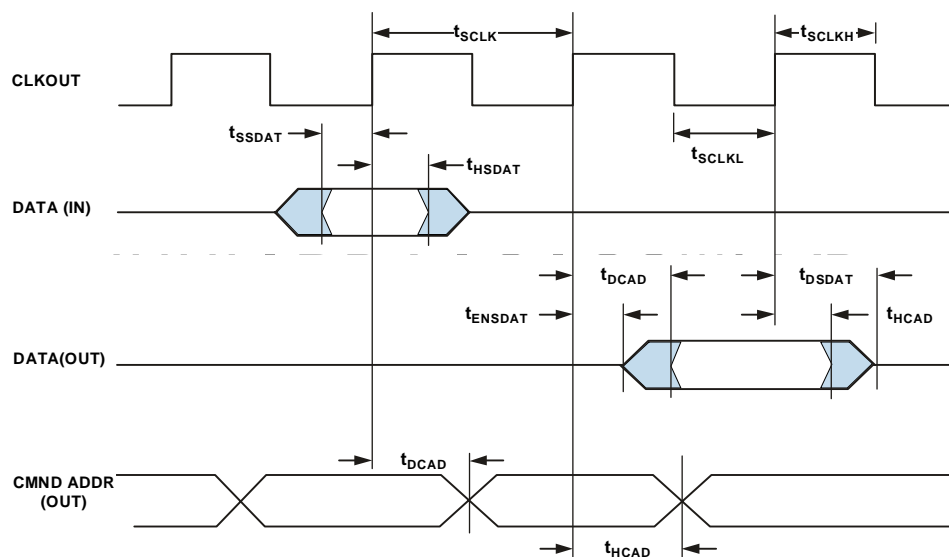 tSCLK
tSCLKH
CLKOUT
tSSDAT
tSCLKL
tHSDAT
DATA (IN)
tDCAD
tDSDAT
tENSDAT
tHCAD
DATA(OUT)
tDCAD
CMND ADDR
(OUT)
tHCAD